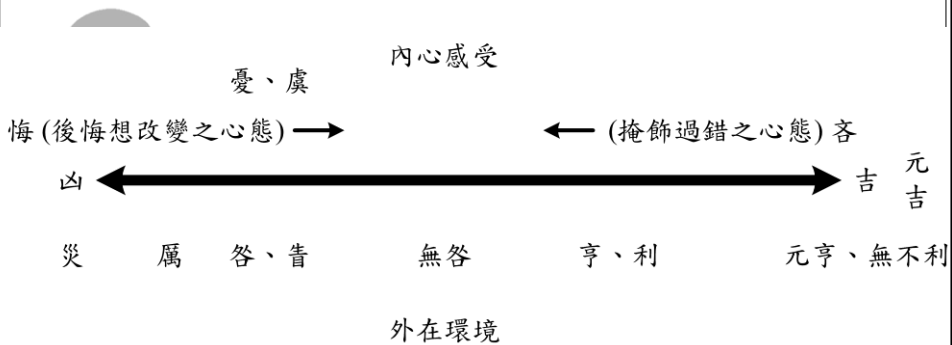 內心感受
憂、虞
悔 (後悔想改變之心態) (掩飾過錯之心態) 吝
凶 吉 元吉
災 厲 咎、眚 無咎 亨、利 元亨、無不利
外在環境